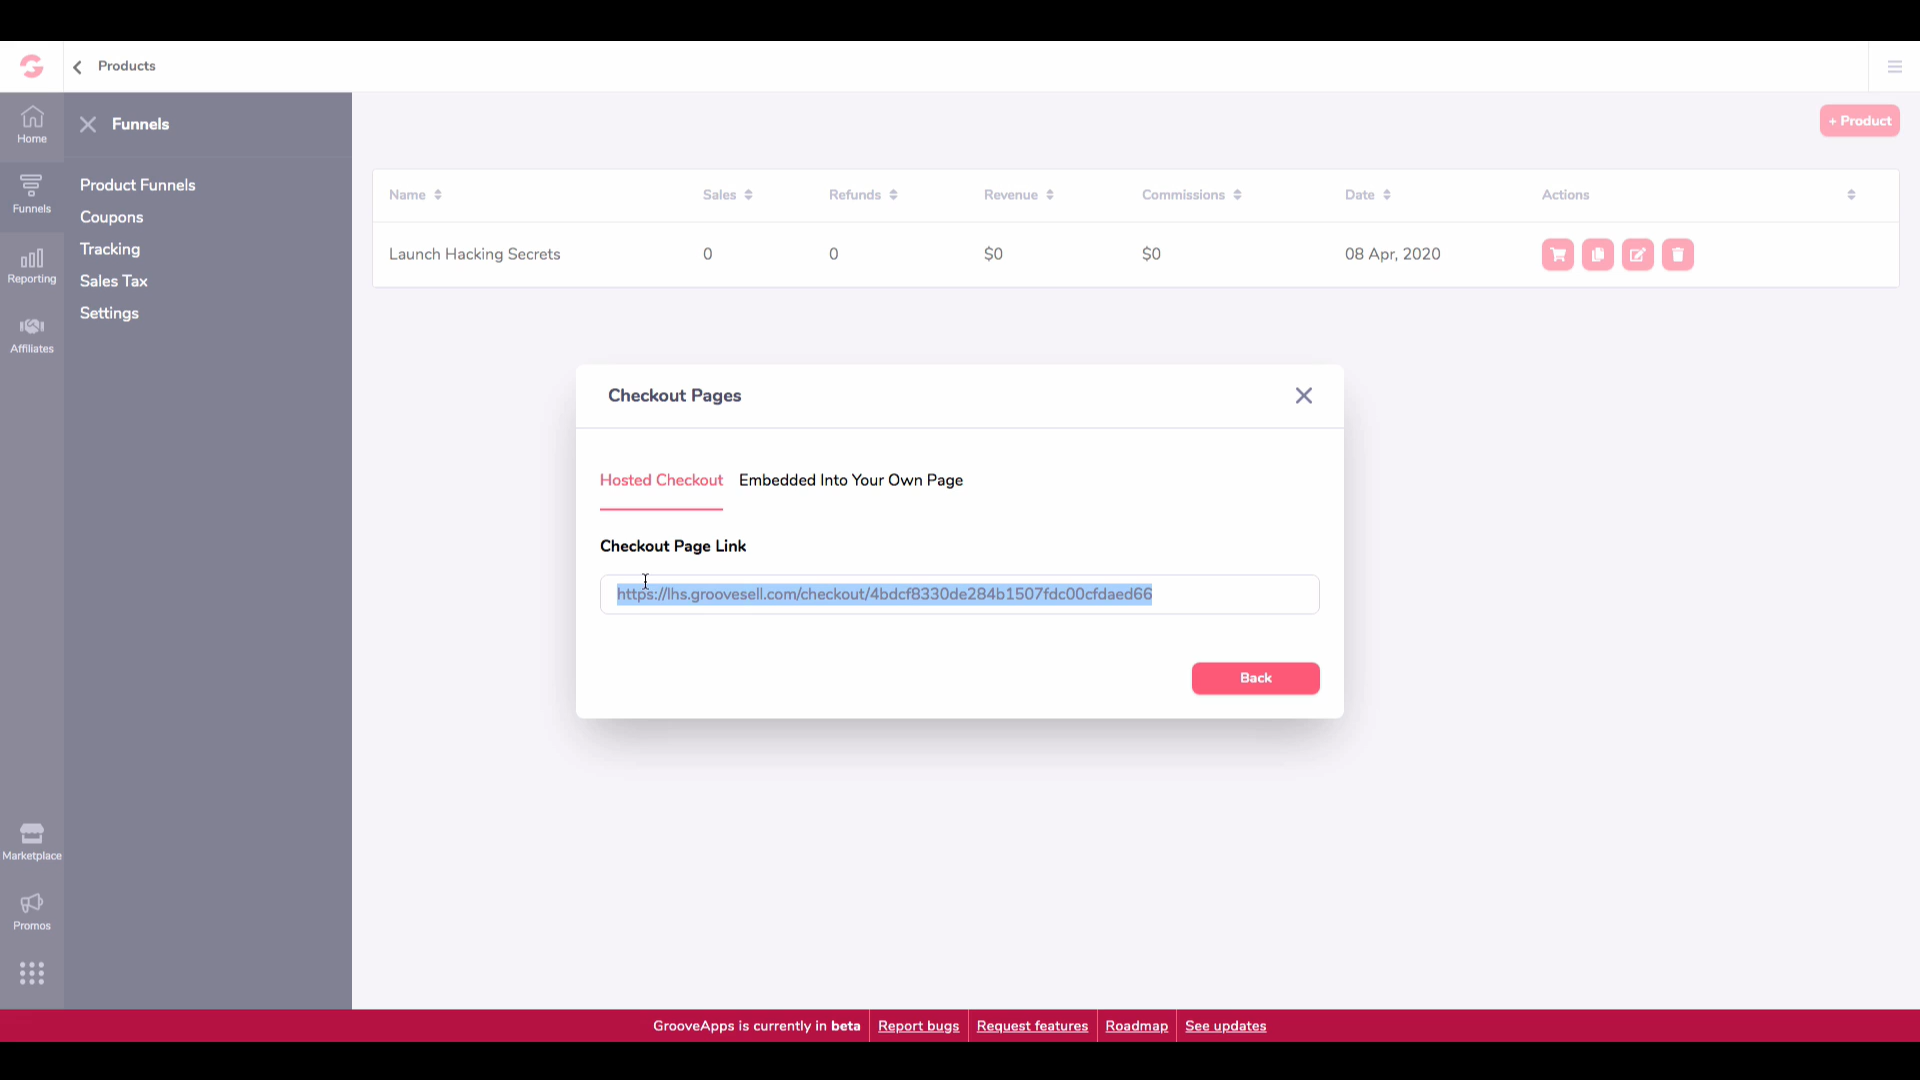 Products
Home
Funnels
Reporting
Affiliates
Marketplace
Promos
Funnels
Product Funnels
Coupons
Tracking
Sales Tax
Settings
+ Product
Name Sales Refunds Revenue Commissions Date Actions
Launch Hacking Secrets 0 0 $0 $0 08 Apr, 2020
Checkout Pages
Hosted Checkout Embedded Into Your Own Page
Checkout Page Link
https://lhs.groovesell.com/checkout/4bdcf8330de284b1507fdc00cfdaed66
Back
GrooveApps is currently in beta Report bugs Request features Roadmap See updates